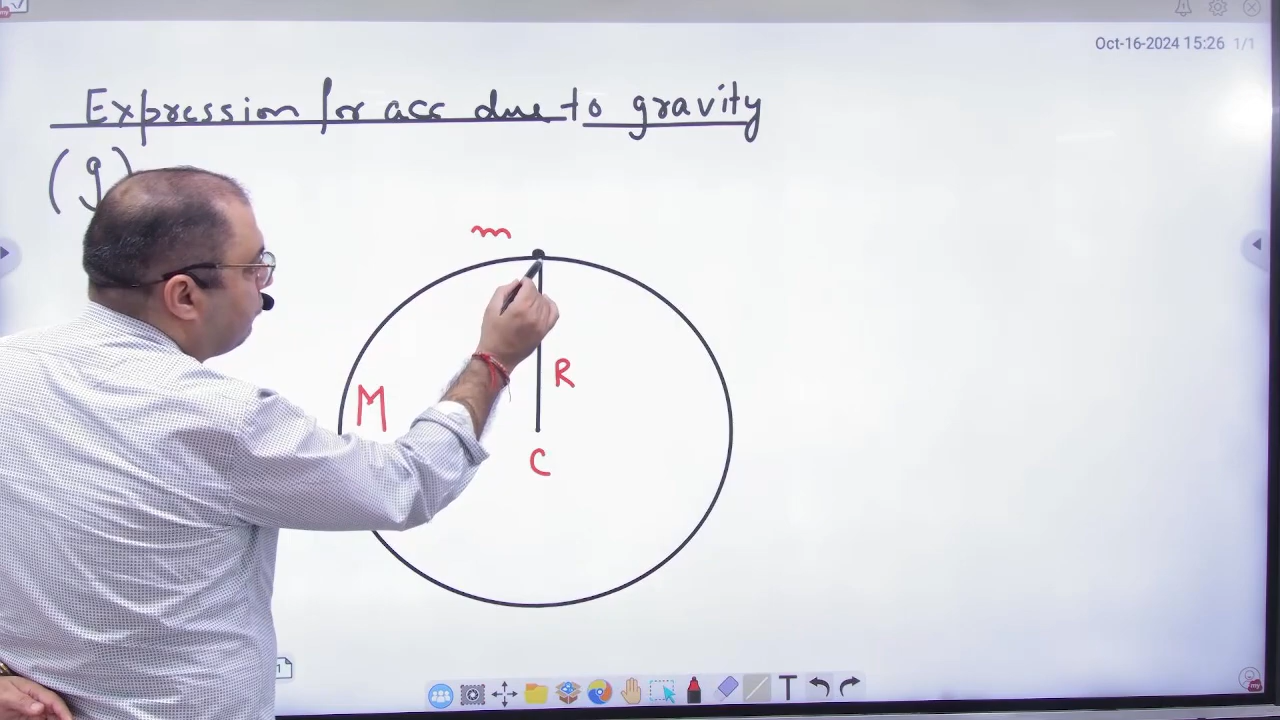 Oct-16-2024 15:26 1/1
Expression for acc due to gravity
(g)
m
R
M
C
T